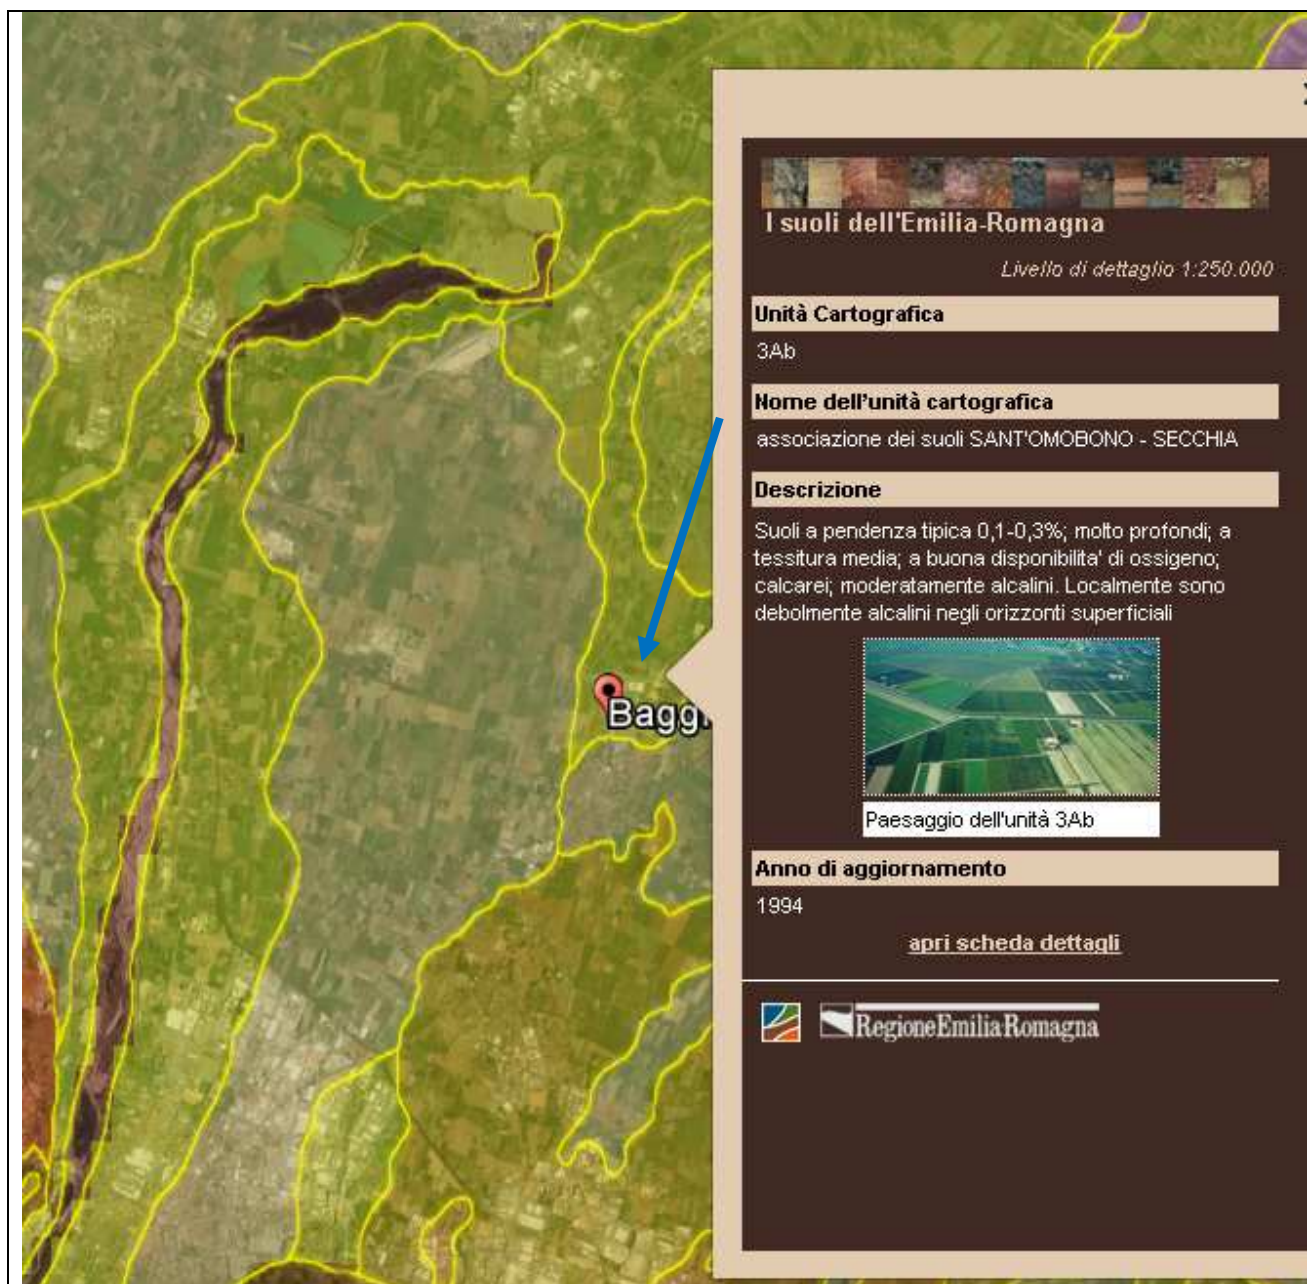 I suoli dell'Emilia-Romagna
Livello di dettaglio 1:250.000
Unità Cartografica
3Ab
Nome dell'unità cartografica
associazione dei suoli SANT'OMOBONO - SECCHIA
Descrizione
Suoli a pendenza tipica 0,1-0,3%; molto profondi; a
tessitura media; a buona disponibilita' di ossigeno;
calcarei; moderatamente alcalini. Localmente sono
debolmente alcalini negli orizzonti superficiali
Paesaggio dell'unità 3Ab
Anno di aggiornamento
1994
apri scheda dettagli
RegioneEmiliaRomagna